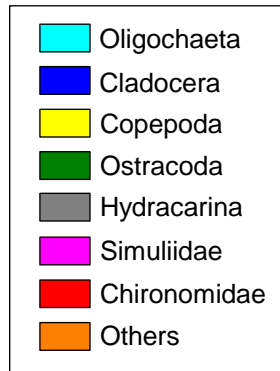 Oligochaeta
Cladocera
Copepoda
Ostracoda
Hydracarina
Simuliidae
Chironomidae
Others